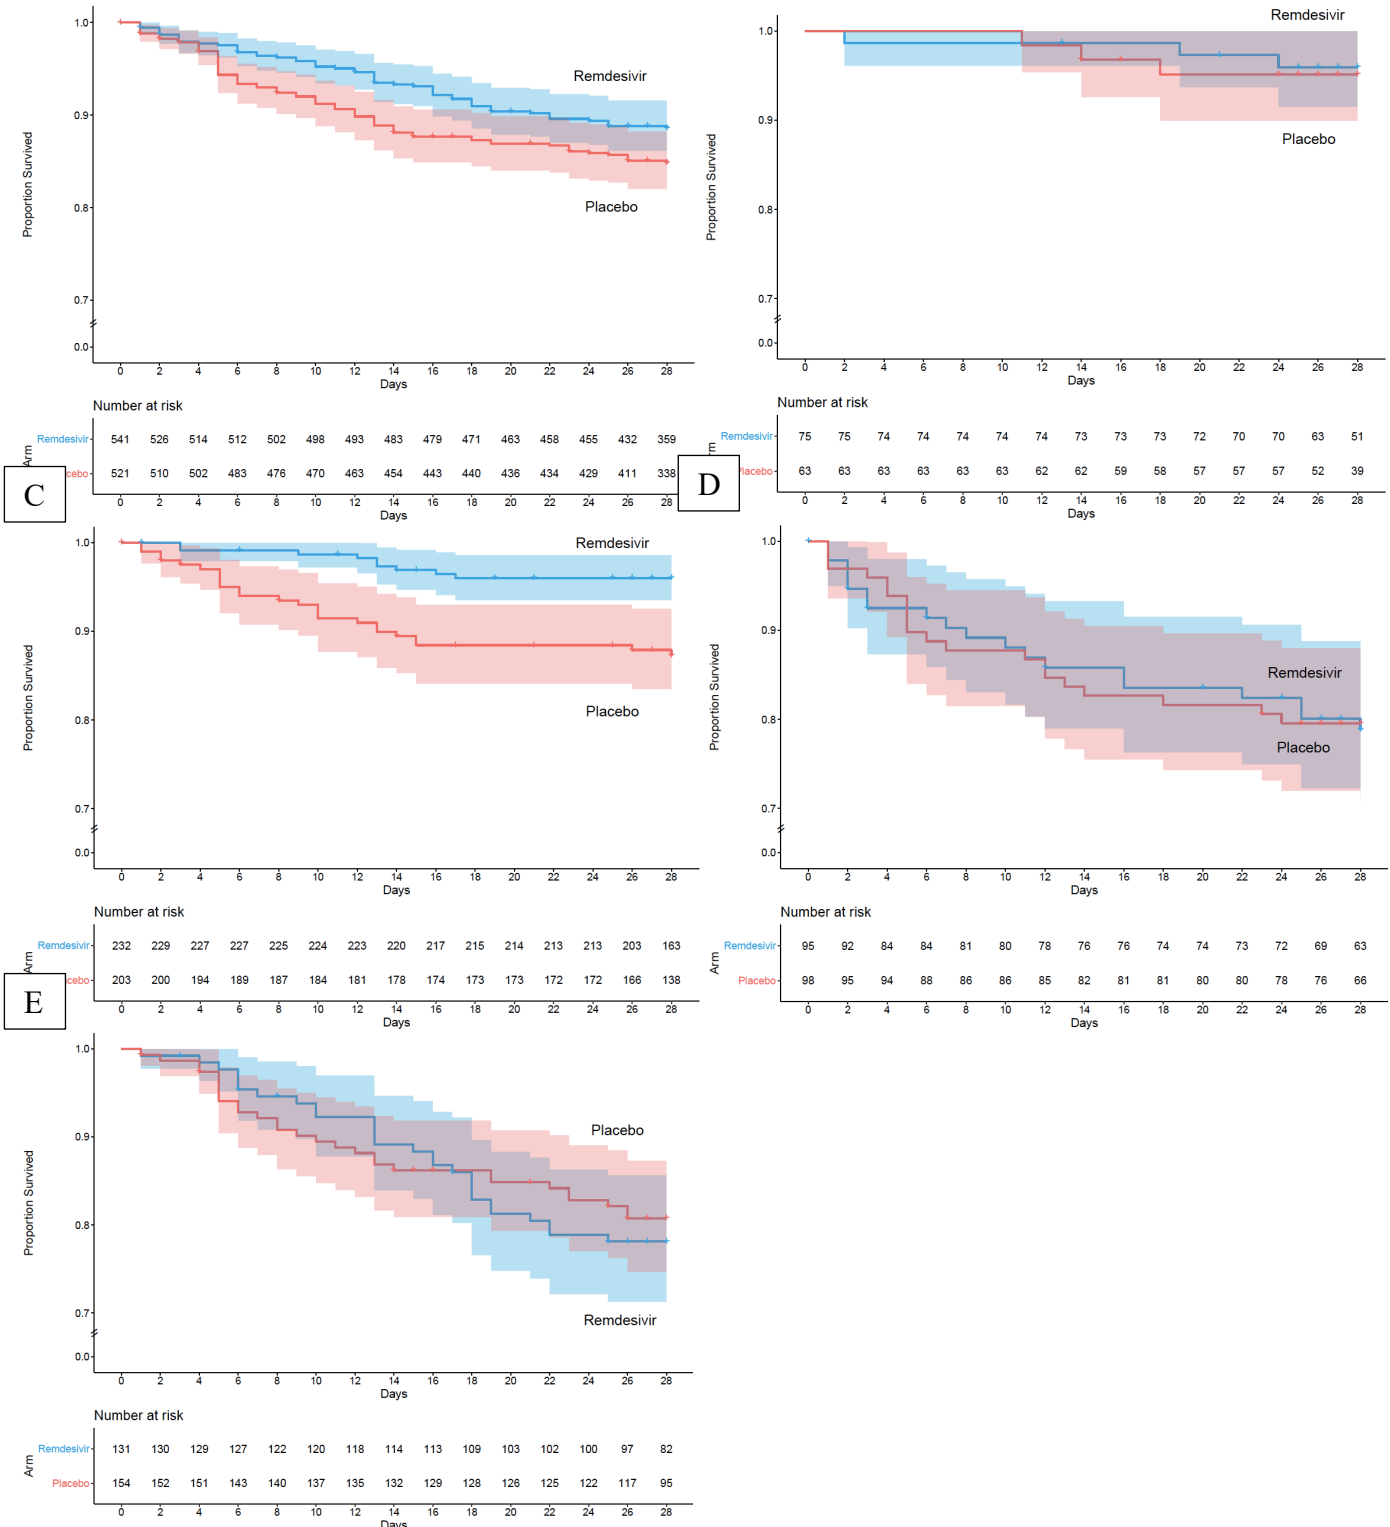 1.0
0.9
0.8
0.7
0.0
Proportion Survived
Remdesivir
Placebo
0 2 4 6 8 10 12 14 16 18 20 22 24 26 28
Days
Number at risk
Arm
Remdesivir 541 526 514 512 502 498 493 483 479 471 463 458 455 432 359
cebo 521 510 502 483 476 470 463 454 443 440 436 434 429 411 338
0 2 4 6 8 10 12 14 16 18 20 22 24 26 28
Days
1.0
0.9
0.8
0.7
0.0
Proportion Survived
Remdesivir
Placebo
0 2 4 6 8 10 12 14 16 18 20 22 24 26 28
Days
Number at risk
rm
Remdesivir 75 75 74 74 74 74 74 73 73 73 72 70 70 63 51
Placebo 63 63 63 63 63 63 62 62 59 58 57 57 57 52 39
0 2 4 6 8 10 12 14 16 18 20 22 24 26 28
Days
C
1.0
0.9
0.8
0.7
0.0
Proportion Survived
Remdesivir
Placebo
0 2 4 6 8 10 12 14 16 18 20 22 24 26 28
Days
Number at risk
Arm
Remdesivir 232 229 227 227 225 224 223 220 217 215 214 213 213 203 163
cebo 203 200 194 189 187 184 181 178 174 173 173 172 172 166 138
0 2 4 6 8 10 12 14 16 18 20 22 24 26 28
Days
D
1.0
0.9
0.8
0.7
0.0
Proportion Survived
Remdesivir
Placebo
0 2 4 6 8 10 12 14 16 18 20 22 24 26 28
Days
Number at risk
Arm
Remdesivir 95 92 84 84 81 80 78 76 76 74 74 73 72 69 63
Placebo 98 95 94 88 86 86 85 82 81 81 80 80 78 76 66
0 2 4 6 8 10 12 14 16 18 20 22 24 26 28
Days
E
1.0
0.9
0.8
0.7
0.0
Proportion Survived
Placebo
Remdesivir
0 2 4 6 8 10 12 14 16 18 20 22 24 26 28
Days
Number at risk
Arm
Remdesivir 131 130 129 127 122 120 118 114 113 109 103 102 100 97 82
Placebo 154 152 151 143 140 137 135 132 129 128 126 125 122 117 95
0 2 4 6 8 10 12 14 16 18 20 22 24 26 28
Days